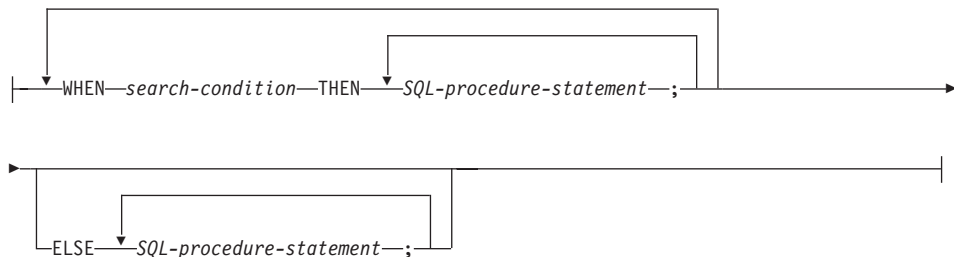 WHEN search-condition THEN SQL-procedure-statement ;
ELSE SQL-procedure-statement ;